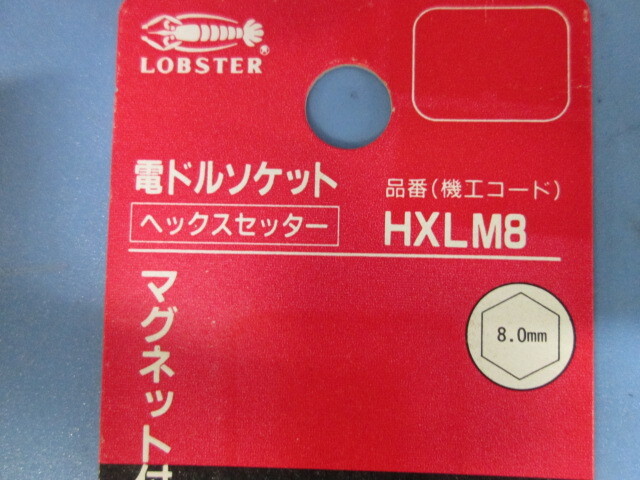 LOBSTER
®
電ドルソケット
ヘックスセッター
品番(機工コード)
HXLM8
8.0mm
マグネット付